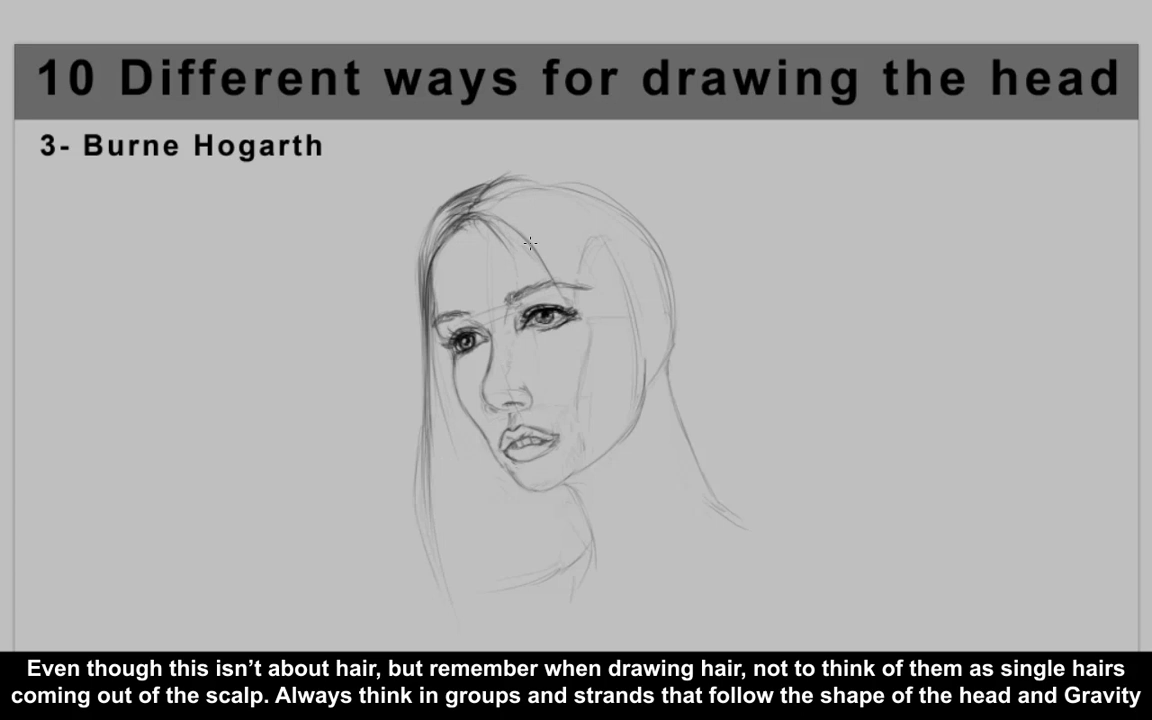 10 Different ways for drawing the head
3- Burne Hogarth
Even though this isn't about hair, but remember when drawing hair, not to think of them as single hairs
coming out of the scalp. Always think in groups and strands that follow the shape of the head and Gravity